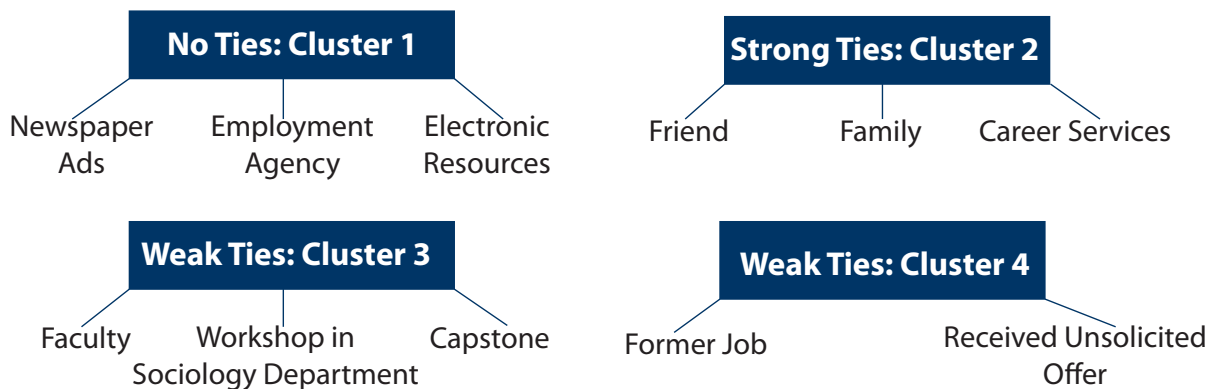 No Ties: Cluster 1
Newspaper
Ads
Employment
Agency
Electronic
Resources
Strong Ties: Cluster 2
Friend
Family
Career Services
Weak Ties: Cluster 3
Faculty
Workshop in
Sociology Department
Capstone
Weak Ties: Cluster 4
Former Job
Received Unsolicited
Offer